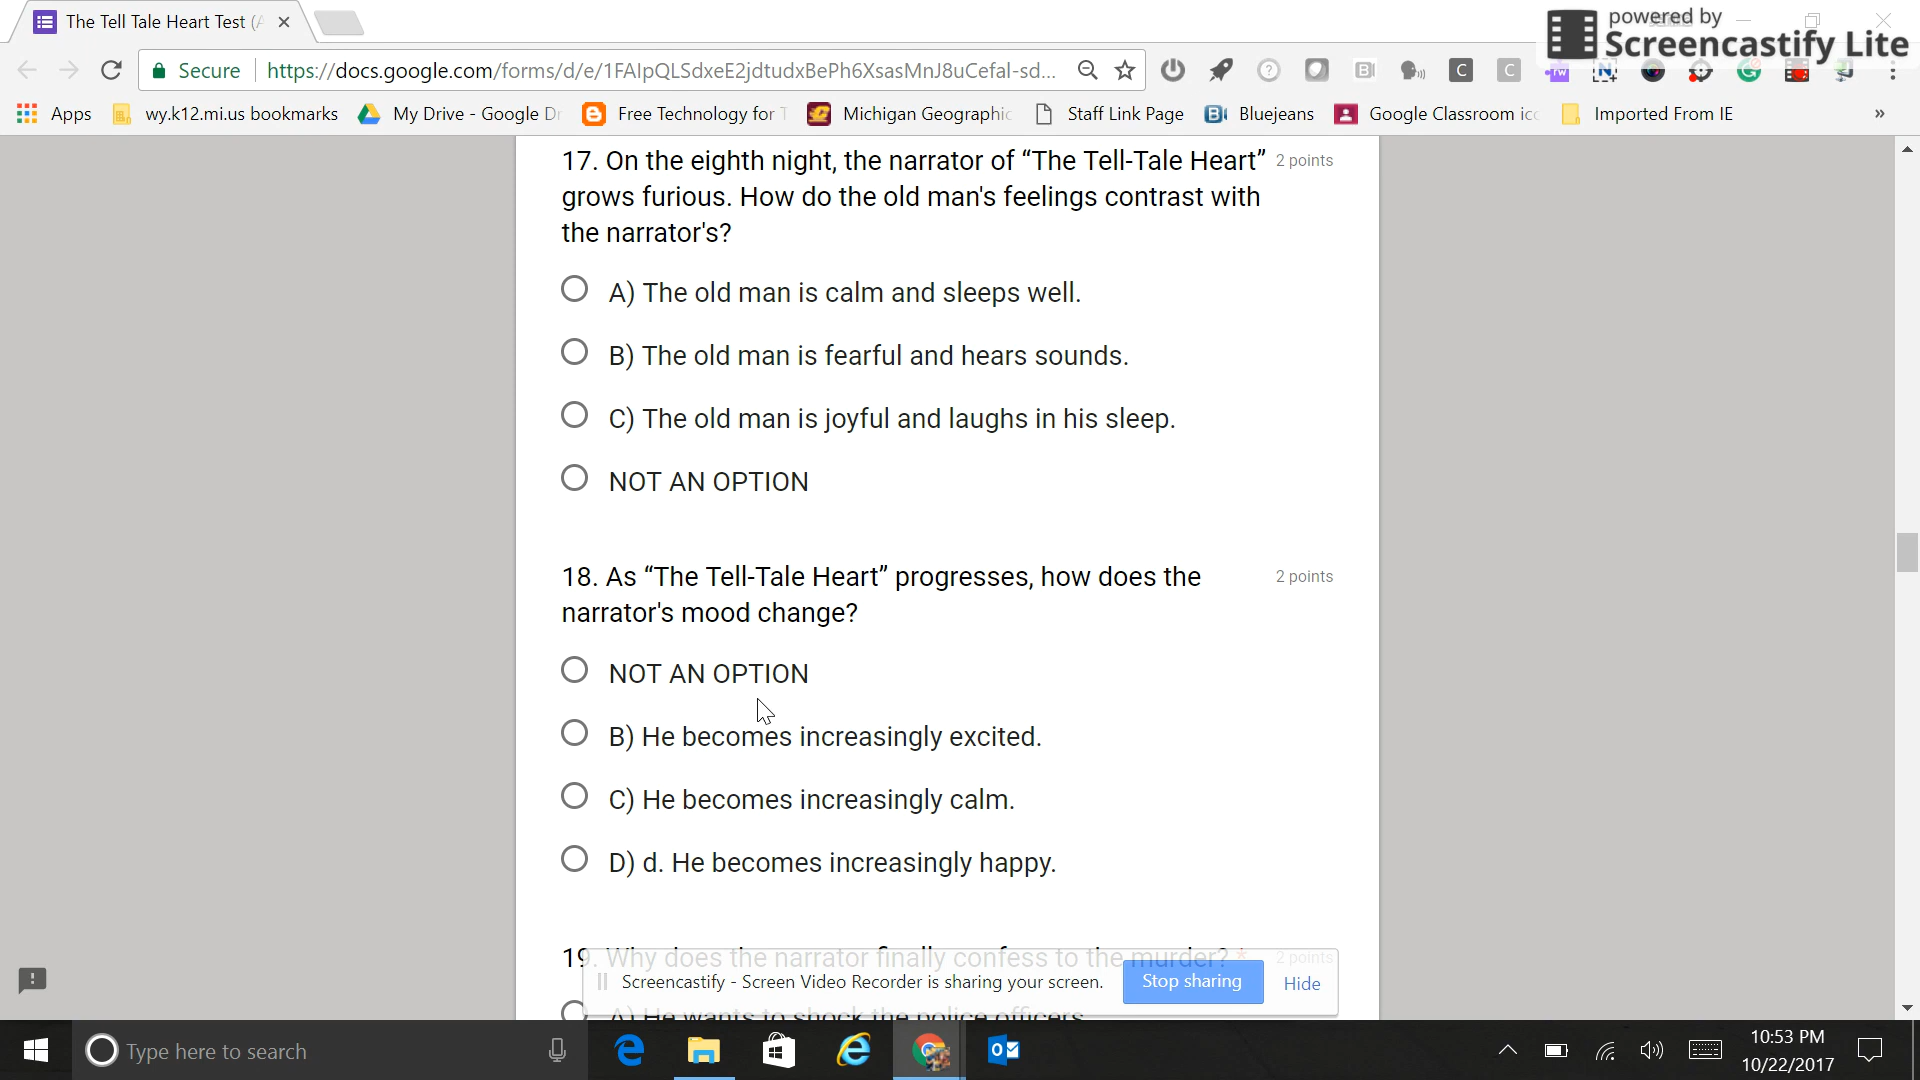 The Tell Tale Heart Test (A
powered by
Screencastify Lite
Secure https://docs.google.com/forms/d/e/1FAIpQLSdxeE2jdtudxBePh6XsasMnJ8uCefal-sd...
Apps wy.k12.mi.us bookmarks My Drive - Google Dr Free Technology for T Michigan Geographic Staff Link Page Bluejeans Google Classroom ico Imported From IE »
17. On the eighth night, the narrator of “The Tell-Tale Heart” 2 points
grows furious. How do the old man's feelings contrast with
the narrator's?
A) The old man is calm and sleeps well.
B) The old man is fearful and hears sounds.
C) The old man is joyful and laughs in his sleep.
NOT AN OPTION
18. As “The Tell-Tale Heart” progresses, how does the 2 points
narrator's mood change?
NOT AN OPTION
B) He becomes increasingly excited.
C) He becomes increasingly calm.
D) d. He becomes increasingly happy.
19. Why does the narrator finally confess to the murder? * 2 points
Screencastify - Screen Video Recorder is sharing your screen. Stop sharing Hide
A) He wants to shock the police officers.
Type here to search
10:53 PM
10/22/2017